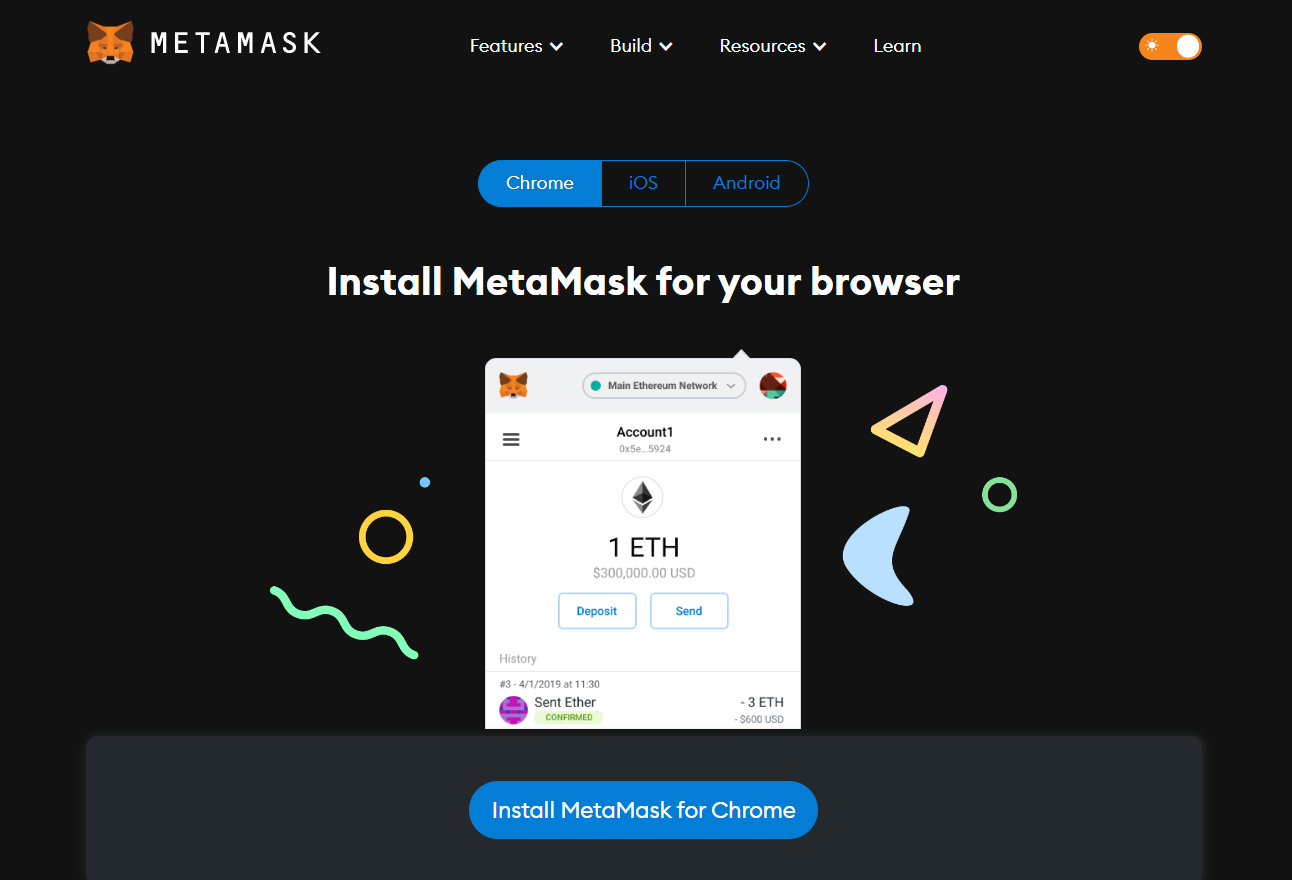 METAMASK
Features Build Resources Learn
Chrome iOS Android
Install MetaMask for your browser
Main Ethereum Network
Account1
0x5e...5924
1 ETH
$300,000.00 USD
Deposit Send
History
#3 - 4/1/2019 at 11:30
Sent Ether - 3 ETH
CONFIRMED - $600 USD
Install MetaMask for Chrome